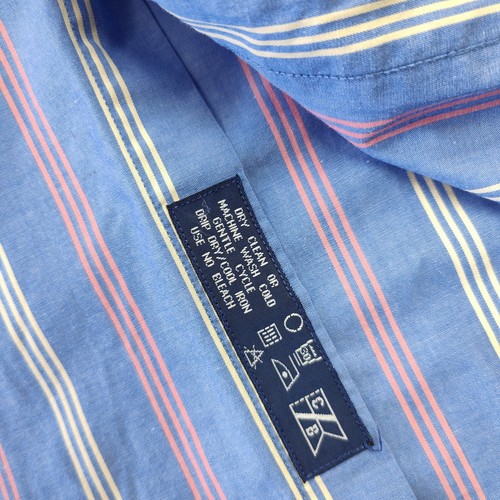 DRY CLEAN OR
MACHINE WASH COLD
GENTLE CYCLE
DRIP DRY/COOL IRON
USE NO BLEACH